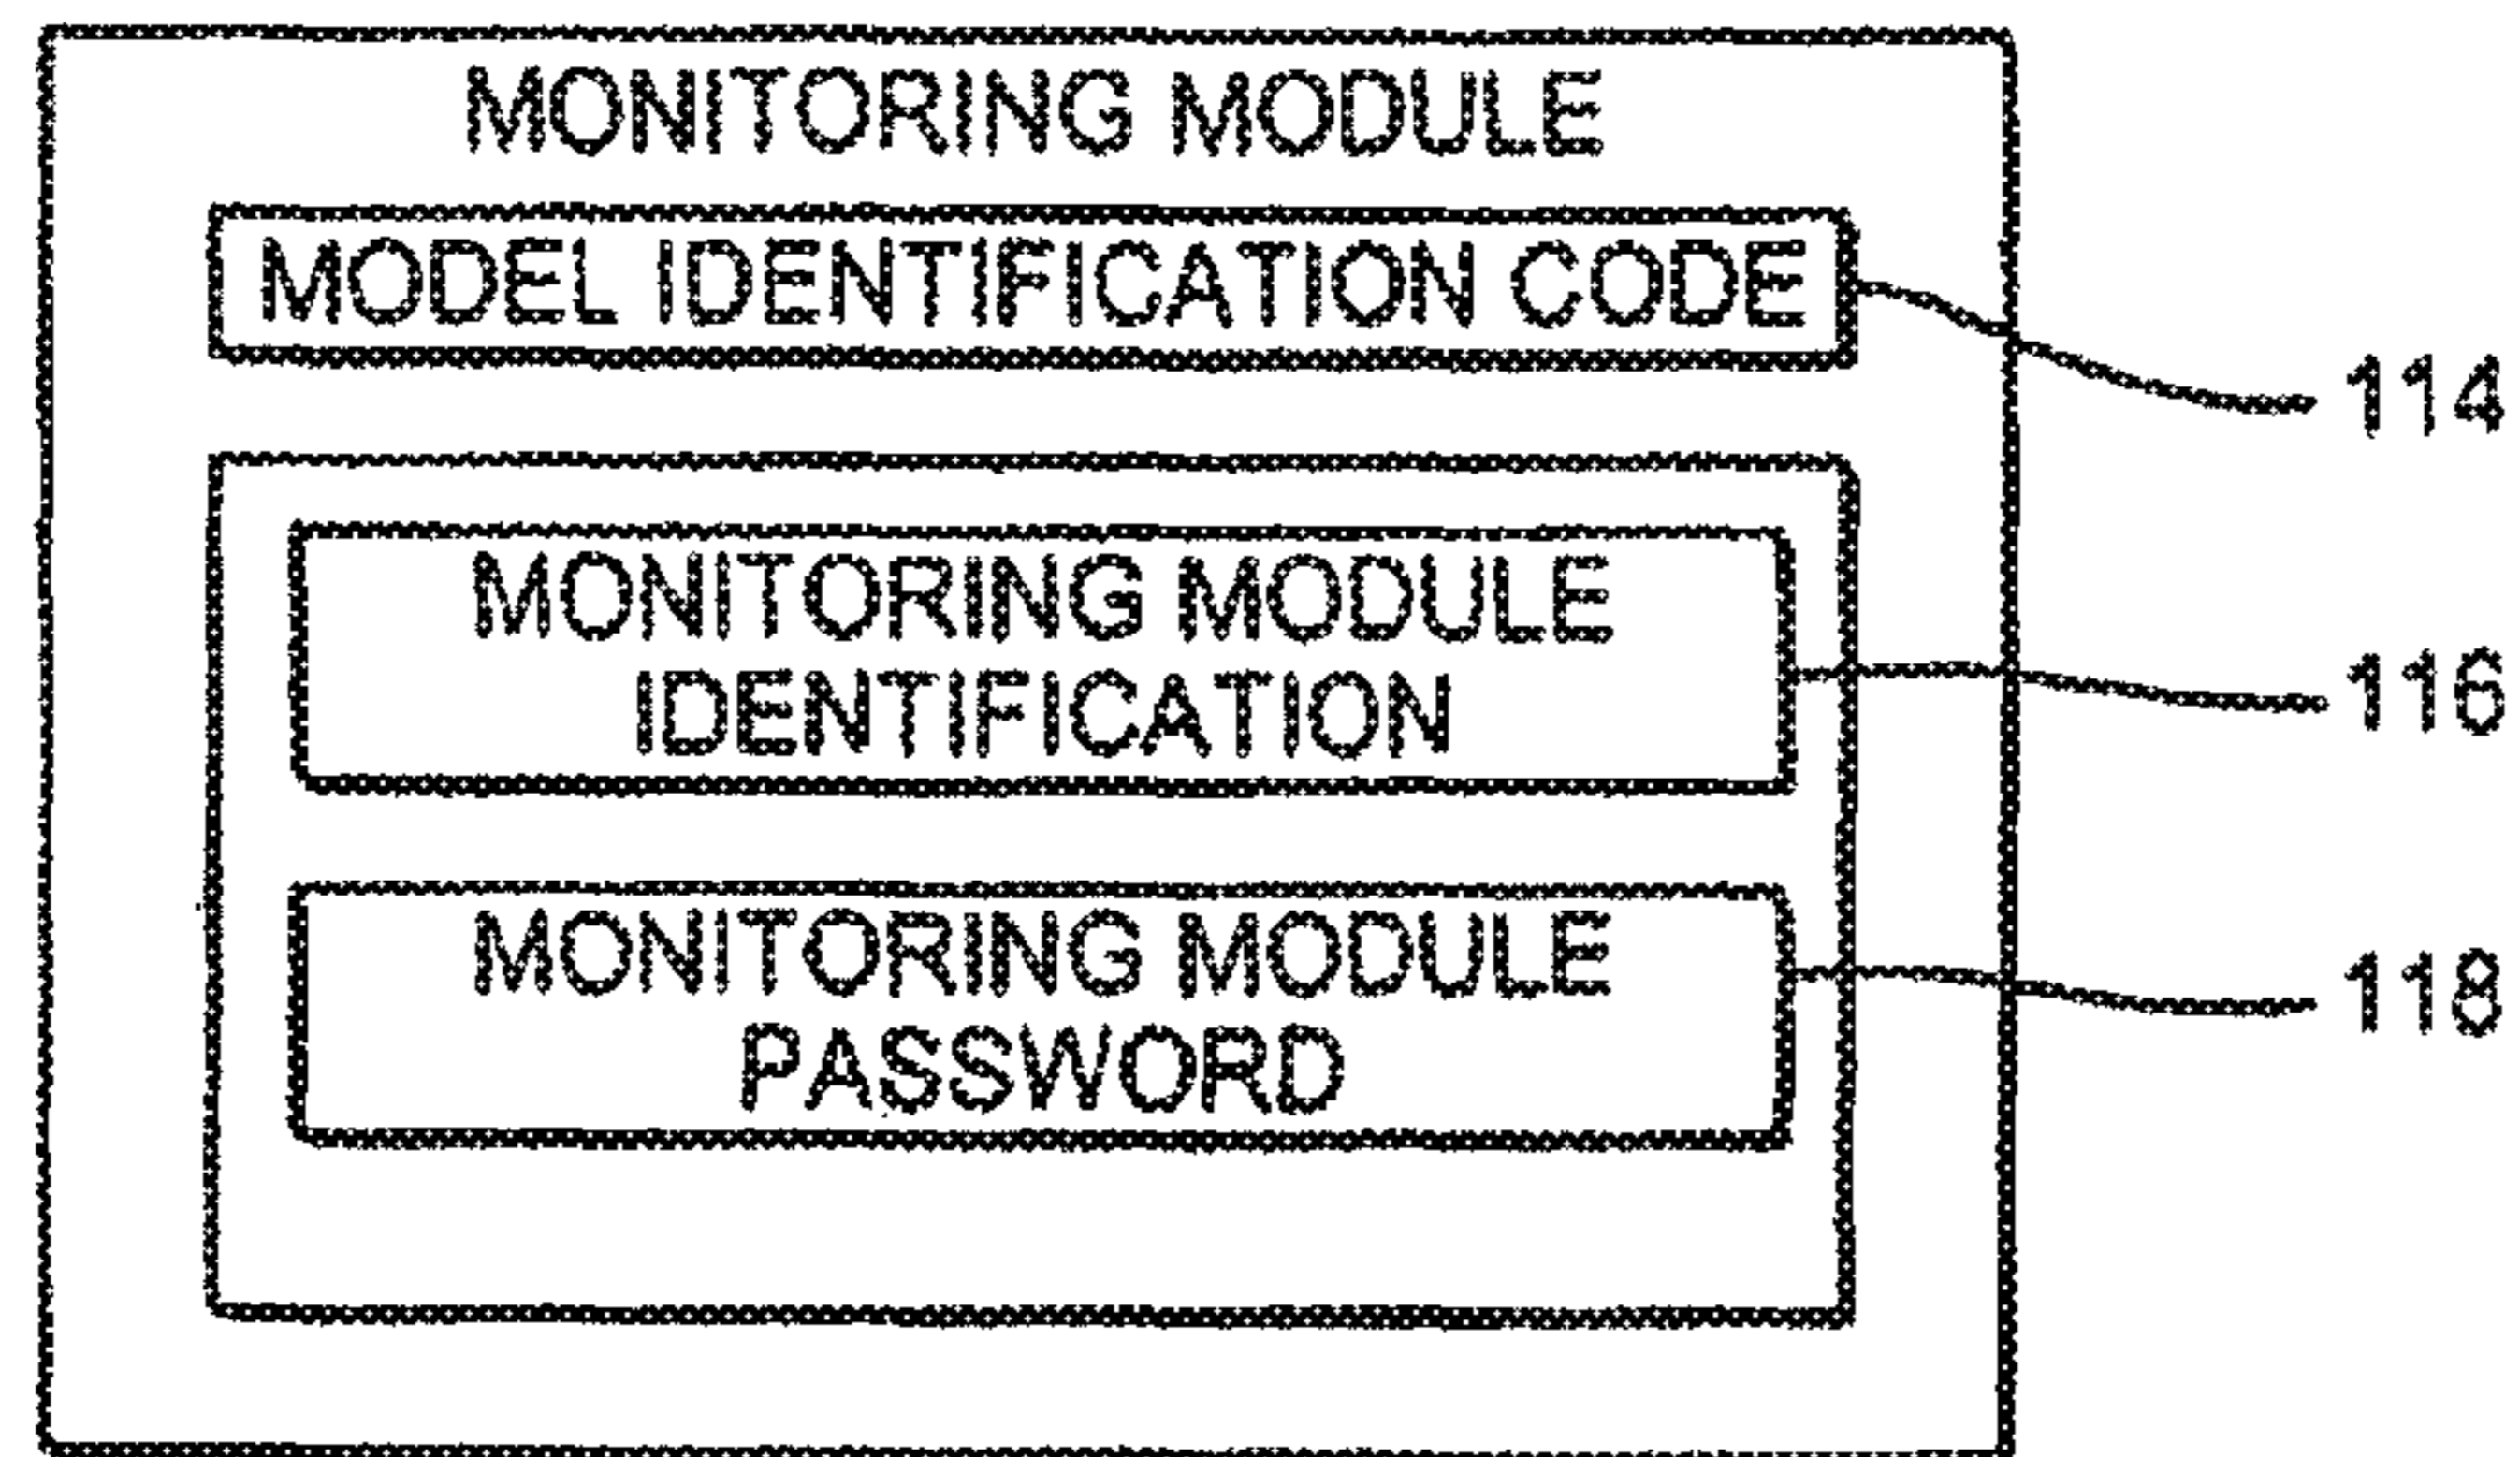 MONITORING MODULE
MODEL IDENTIFICATION CODE
114
MONITORING MODULE
IDENTIFICATION
116
MONITORING MODULE
PASSWORD
118